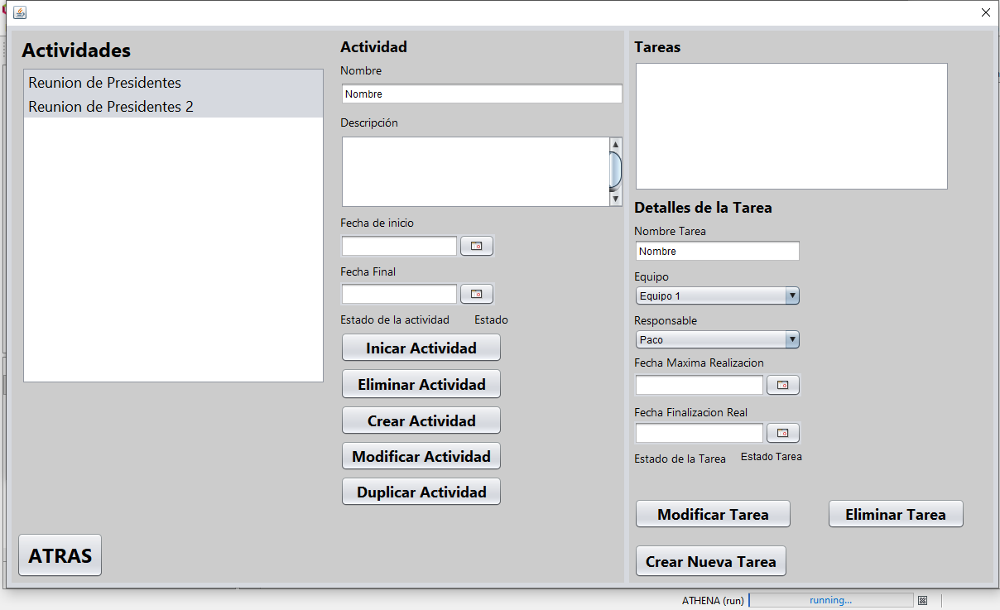 Actividades
Reunion de Presidentes
Reunion de Presidentes 2
ATRAS
Actividad
Nombre
Nombre
Descripción
Fecha de inicio
Fecha Final
Estado de la actividad Estado
Inicar Actividad
Eliminar Actividad
Crear Actividad
Modificar Actividad
Duplicar Actividad
Tareas
Detalles de la Tarea
Nombre Tarea
Nombre
Equipo
Equipo 1
Responsable
Paco
Fecha Maxima Realizacion
Fecha Finalizacion Real
Estado de la Tarea Estado Tarea
Modificar Tarea Eliminar Tarea
Crear Nueva Tarea
ATHENA (run) running...